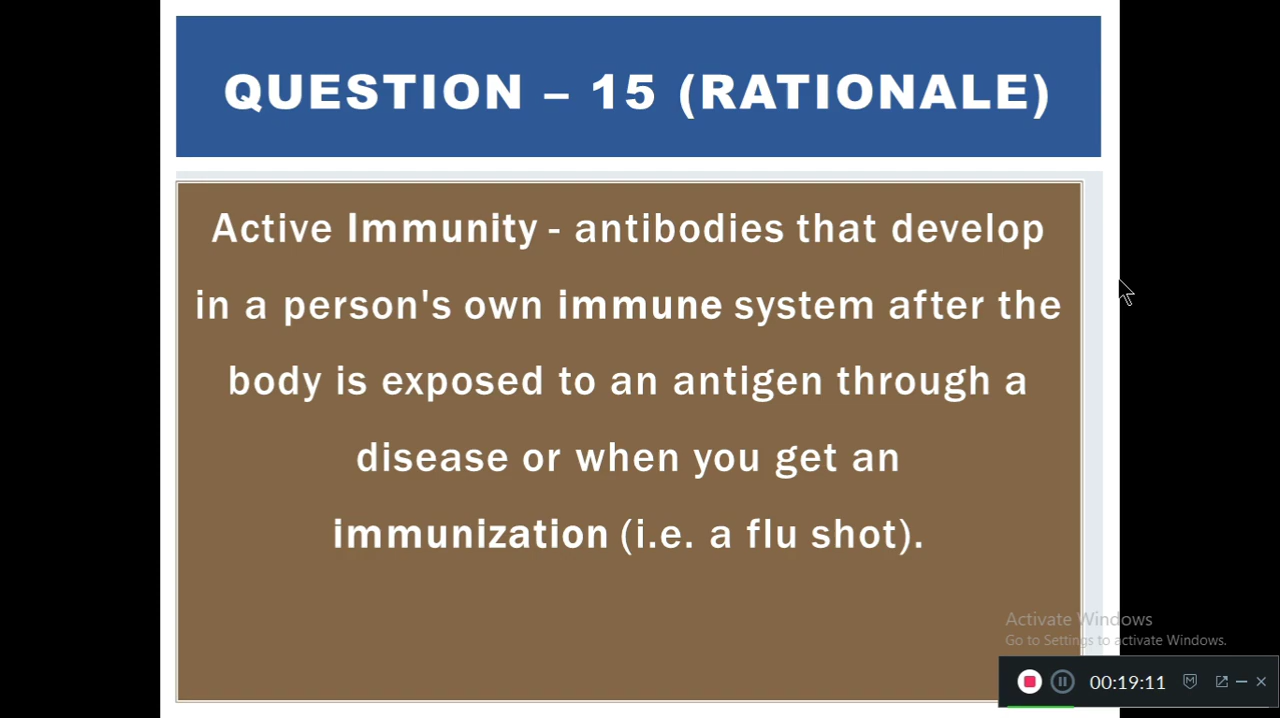 QUESTION – 15 (RATIONALE)
Active Immunity - antibodies that develop
in a person's own immune system after the
body is exposed to an antigen through a
disease or when you get an
immunization (i.e. a flu shot).
Activate Windows
Go to Settings to activate Windows.
00:19:11